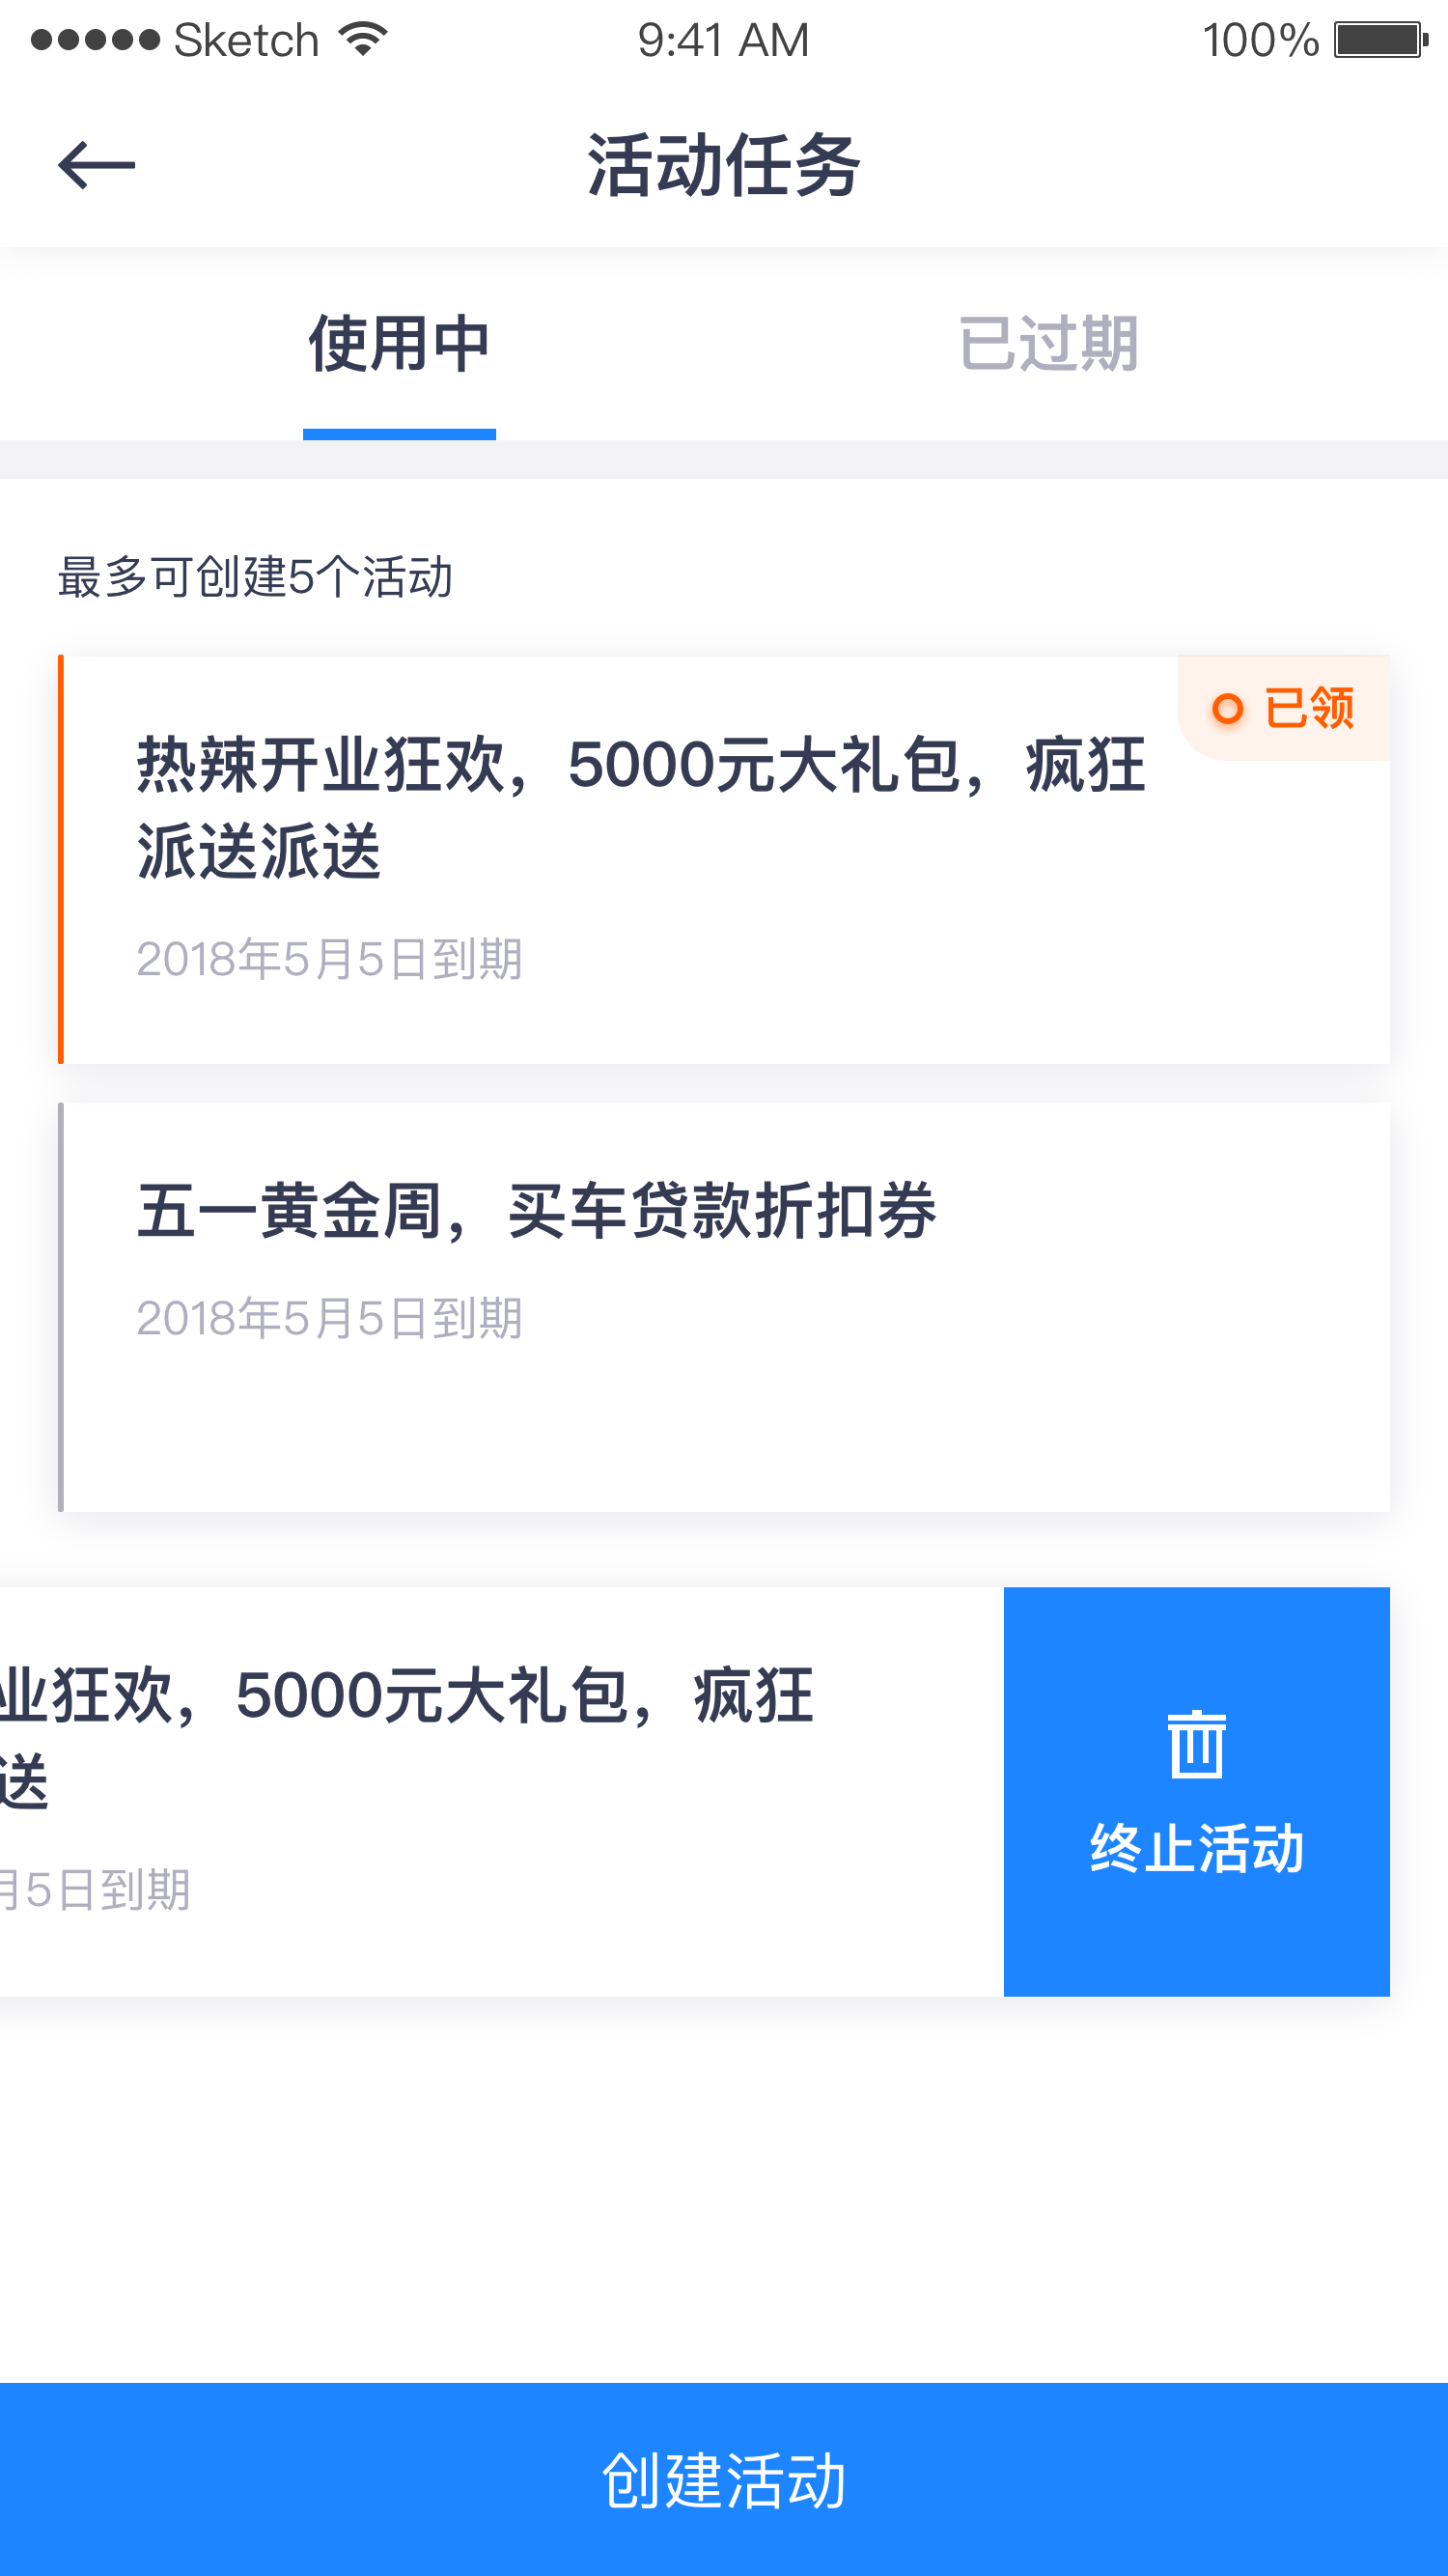 Sketch 9:41 AM 100%
活动任务
使用中 已过期
最多可创建5个活动
已领
热辣开业狂欢，5000元大礼包，疯狂
派送派送
2018年5月5日到期
五一黄金周，买车贷款折扣券
2018年5月5日到期
业狂欢，5000元大礼包，疯狂
送
月5日到期
终止活动
创建活动